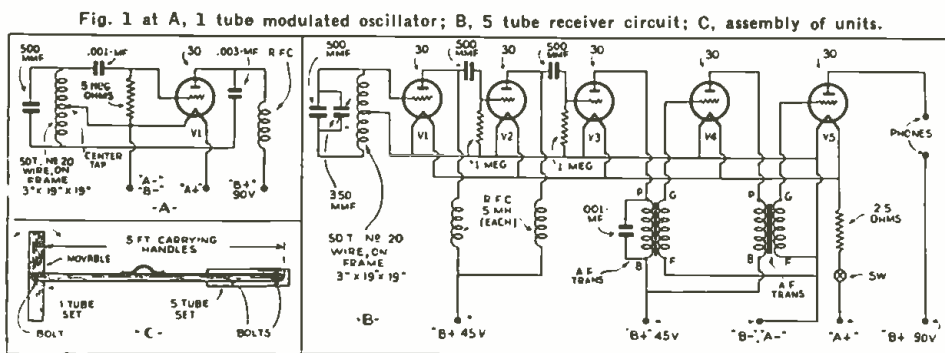 Fig. 1 at A, 1 tube modulated oscillator; B, 5 tube receiver circuit; C, assembly of units.
500 MMF
.001-MF
30
.003-MF
RFC
5 MEG OHMS
V1
CENTER TAP
50 T. Nº 20
WIRE, ON
FRAME
3" x 19" x 19"
"A-"
"B-"
"A+"
"B+"
90V
-A-
5 FT CARRYING
HANDLES
MOVABLE
1 TUBE
SET
5 TUBE
SET
BOLT
"C"
BOLTS
500
MMF
30
500
MMF
30
500
MMF
30
30
30
V1
V2
V3
V4
V5
PHONES
1 MEG
1 MEG
350
MMF
50 T. Nº 20
WIRE, ON
FRAME
3" x 19" x 19"
RFC
5 MH
(EACH)
.001-
MF
P
G
B
F
P
G
B
F
A F
TRANS
A F
TRANS
25
OHMS
SW
-B-
"B+" 45V
"B+" 45V
"B-" "A-"
"A+"
"B+" 90V